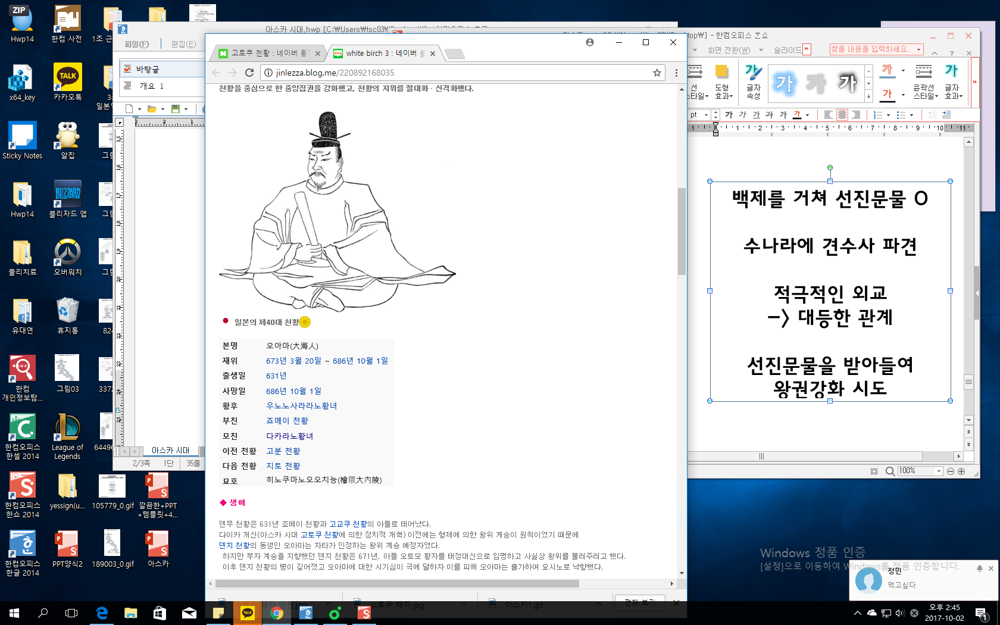 ZIP
Hwp14
한컴 사전
1조 근
x64_key
카카오톡
TALK
3
일본
Sticky Notes
알집
그림
Hwp14
BLIZZARD
블리자드 앱
그림
물리치료
오버워치
그림
유대연
휴지통
824
한컴
개인정보탐...
그림03
337
한컴오피스
한셀 2014
League of
Legends
64496
한컴오피스
한쇼 2014
yessign(u...
105779_0.gif
깔끔한+PPT
+템플릿+4...
한컴오피스
한글 2014
PPT양식2
189003_0.gif
아스카
아스카 시대.hwp [C:₩Users₩tsc03₩
파일(F)
편집(E)
바탕글
개요 1
아스카 시대
2/3쪽
1단
35줄
고토쿠 천황 : 네이버 통
white birch 3 : 네이버 블
jinlezza.blog.me/220892168035
천황을 중심으로 한 중앙집권을 강화했고, 천황의 지위를 절대화 · 신격화했다.
일본의 제40대 천황
본명 오아마(大海人)
재위 673년 3월 20일 ~ 686년 10월 1일
출생일 631년
사망일 686년 10월 1일
황후 우노노사라라노황녀
부친 죠메이 천황
모친 다카라노황녀
이전 천황 고분 천황
다음 천황 지토 천황
묘호 히노쿠마노오오치능(檜隈大内陵)
◆ 생애
덴무 천황은 631년 죠메이 천황과 고교쿠 천황의 아들로 태어났다.
다이카 개신(아스카 시대 고토쿠 천황에 의한 정치적 개혁) 이전에는 형제에 의한 왕위 계승이 원칙이었기 때문에
덴지 천황의 동생인 오아마는 자타가 인정하는 왕위 계승 예정자였다.
하지만 부자 계승을 지향했던 덴지 천황은 671년, 아들 오토모 황자를 태정대신으로 임명하고 사실상 왕위를 물려주려고 했다.
이후 덴지 천황의 병이 깊어졌고 오아마에 대한 시기심이 극에 달하자 이를 피해 오아마는 출가하여 요시노로 낙향했다.
쇼토쿠 태자.jpg
아스카1.gif
전체 보기
top₩] - 한컴오피스 한쇼
화면 전환(W)
슬라이드
찾을 내용을 입력하세요.
선
스타일
도형
효과
글자
속성
가 가 가
윤곽선
스타일
글자
효과
pt
가 가 가 가 가 가
1 1 2 3 4 5 6 7 8 9 10 11
백제를 거쳐 선진문물 O
수나라에 견수사 파견
적극적인 외교
-> 대등한 관계
선진문물을 받아들여
왕권강화 시도
100%
Windows 정품 인증
[설정]으로 이동하여 Windows를 정품 인증합니다.
정민
먹고싶다
TALK
오후 2:45
2017-10-02
1